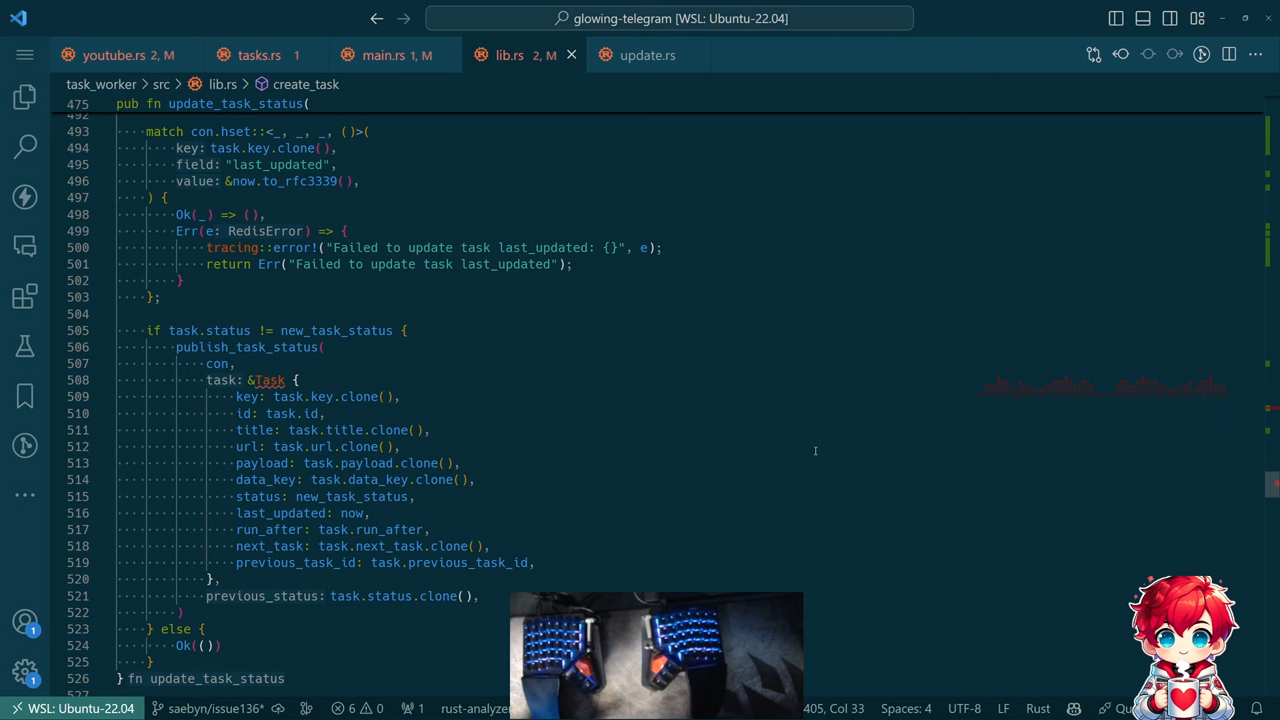 glowing-telegram [WSL: Ubuntu-22.04]
youtube.rs 2, M
tasks.rs 1
main.rs 1, M
lib.rs 2, M
update.rs
task_worker > src > lib.rs > create_task
475 pub fn update_task_status(
492
493 ····match con.hset::<_, _, _, ()>(
494 ········key: task.key.clone(),
495 ········field: "last_updated",
496 ········value: &now.to_rfc3339(),
497 ····) {
498 ········Ok(_) => (),
499 ········Err(e: RedisError) => {
500 ············tracing::error!("Failed to update task last_updated: {}", e);
501 ············return Err("Failed to update task last_updated");
502 ········}
503 ····};
504
505 ····if task.status != new_task_status {
506 ········publish_task_status(
507 ············con,
508 ············task: &Task {
509 ················key: task.key.clone(),
510 ················id: task.id,
511 ················title: task.title.clone(),
512 ················url: task.url.clone(),
513 ················payload: task.payload.clone(),
514 ················data_key: task.data_key.clone(),
515 ················status: new_task_status,
516 ················last_updated: now,
517 ················run_after: task.run_after,
518 ················next_task: task.next_task.clone(),
519 ················previous_task_id: task.previous_task_id,
520 ············},
521 ············previous_status: task.status.clone(),
522 ········)
523 ····} else {
524 ········Ok(())
525 ····}
526 } fn update_task_status
527
1
1
WSL: Ubuntu-22.04
saebyn/issue136*
6
0
1
rust-analyzer
405, Col 33
Spaces: 4
UTF-8
LF
Rust